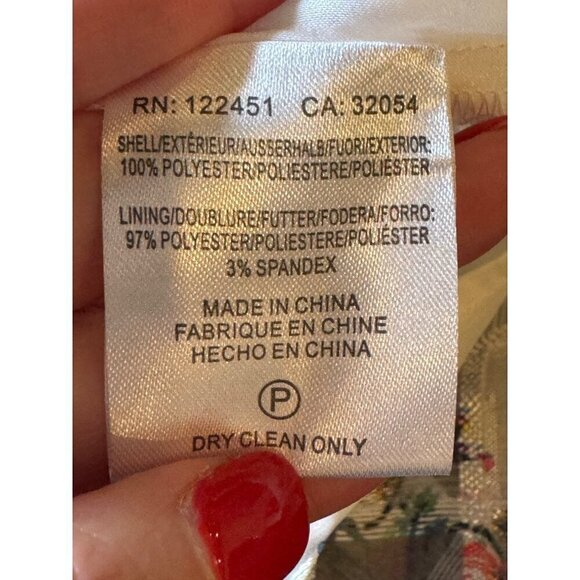 RN: 122451 CA: 32054
SHELL/EXTÉRIEUR/AUSSERHALB/FUORI/EXTERIOR:
100% POLYESTER/POLIESTERE/POLIÉSTER
LINING/DOUBLURE/FUTTER/FODERA/FORRO:
97% POLYESTER/POLIESTERE/POLIÉSTER
3% SPANDEX
MADE IN CHINA
FABRIQUE EN CHINE
HECHO EN CHINA
P
DRY CLEAN ONLY